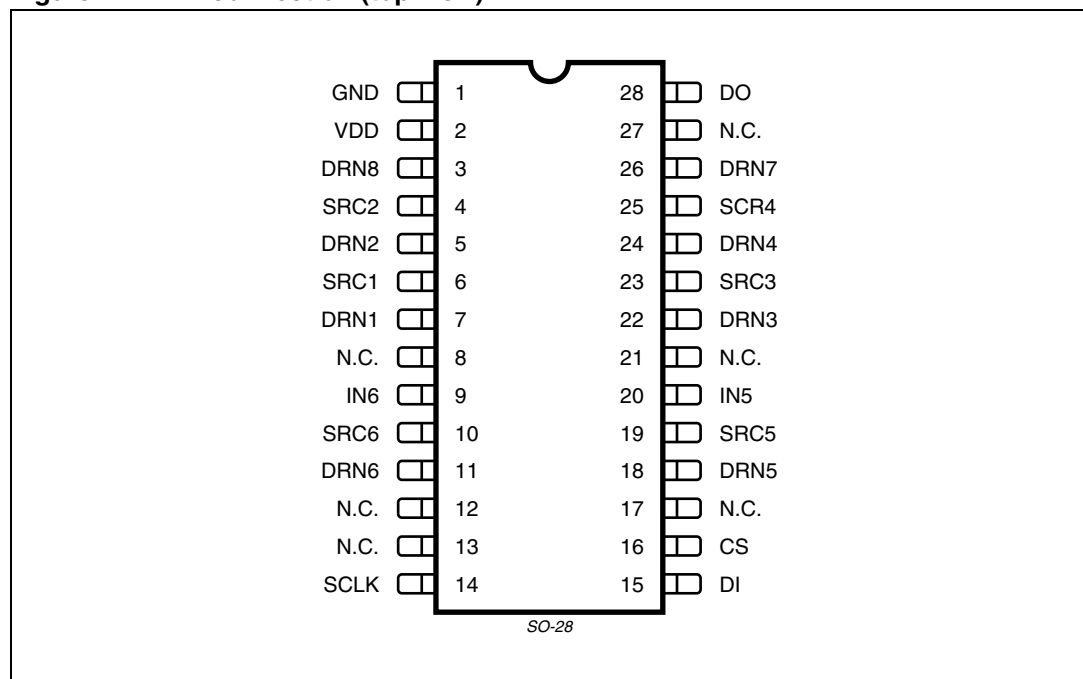 GND 1 28 DO
VDD 2 27 N.C.
DRN8 3 26 DRN7
SRC2 4 25 SCR4
DRN2 5 24 DRN4
SRC1 6 23 SRC3
DRN1 7 22 DRN3
N.C. 8 21 N.C.
IN6 9 20 IN5
SRC6 10 19 SRC5
DRN6 11 18 DRN5
N.C. 12 17 N.C.
N.C. 13 16 CS
SCLK 14 15 DI
SO-28